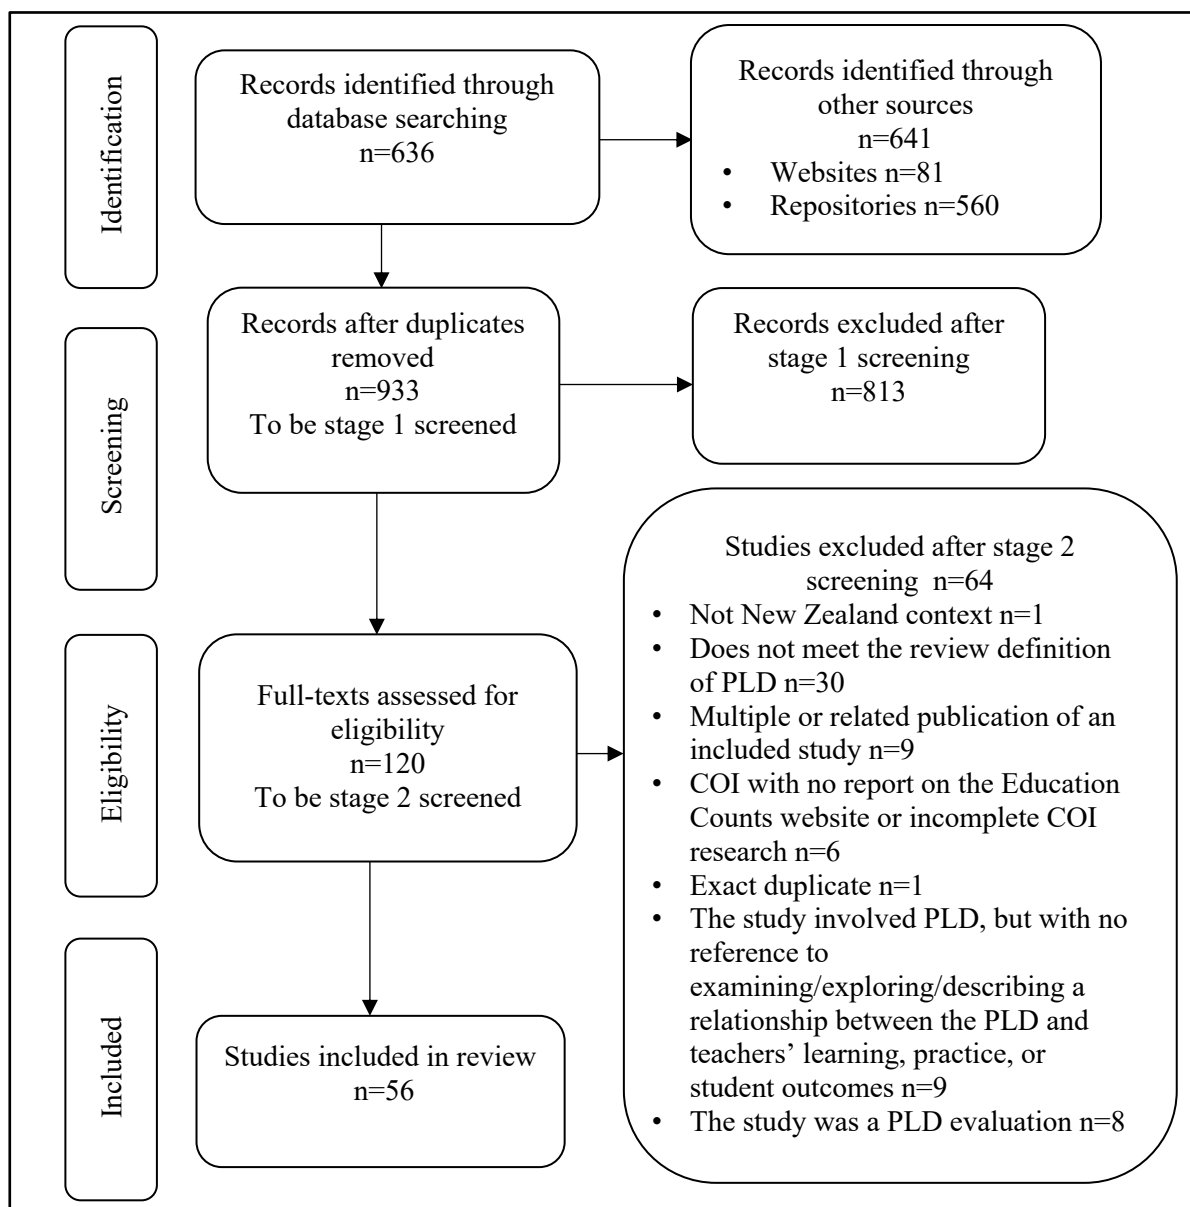 Identification
Records identified through
database searching
n=636
Records identified through
other sources
n=641
• Websites n=81
• Repositories n=560
Screening
Records after duplicates
removed
n=933
To be stage 1 screened
Records excluded after
stage 1 screening
n=813
Eligibility
Full-texts assessed for
eligibility
n=120
To be stage 2 screened
Studies excluded after stage 2
screening n=64
• Not New Zealand context n=1
• Does not meet the review definition
of PLD n=30
• Multiple or related publication of an
included study n=9
• COI with no report on the Education
Counts website or incomplete COI
research n=6
• Exact duplicate n=1
• The study involved PLD, but with no
reference to
examining/exploring/describing a
relationship between the PLD and
teachers’ learning, practice, or
student outcomes n=9
• The study was a PLD evaluation n=8
Included
Studies included in review
n=56